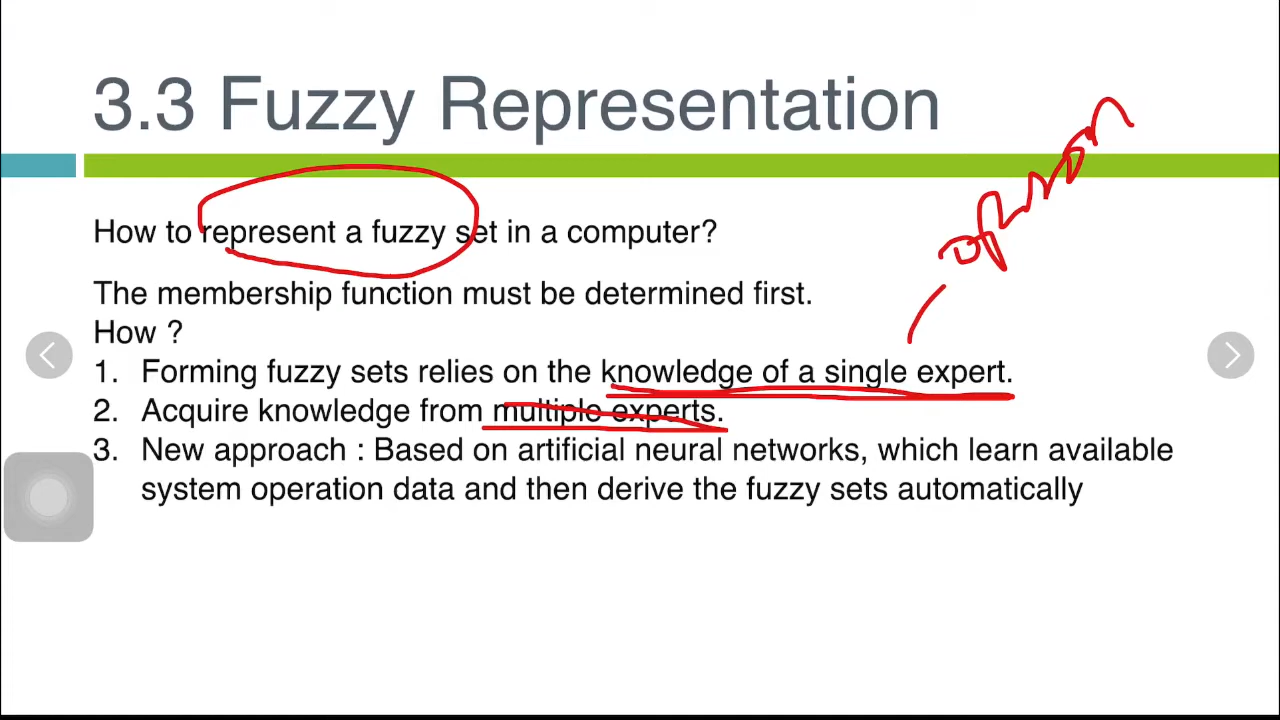 3.3 Fuzzy Representation
opinion
How to represent a fuzzy set in a computer?
The membership function must be determined first.
How ?
1. Forming fuzzy sets relies on the knowledge of a single expert.
2. Acquire knowledge from multiple experts.
3. New approach : Based on artificial neural networks, which learn available
system operation data and then derive the fuzzy sets automatically